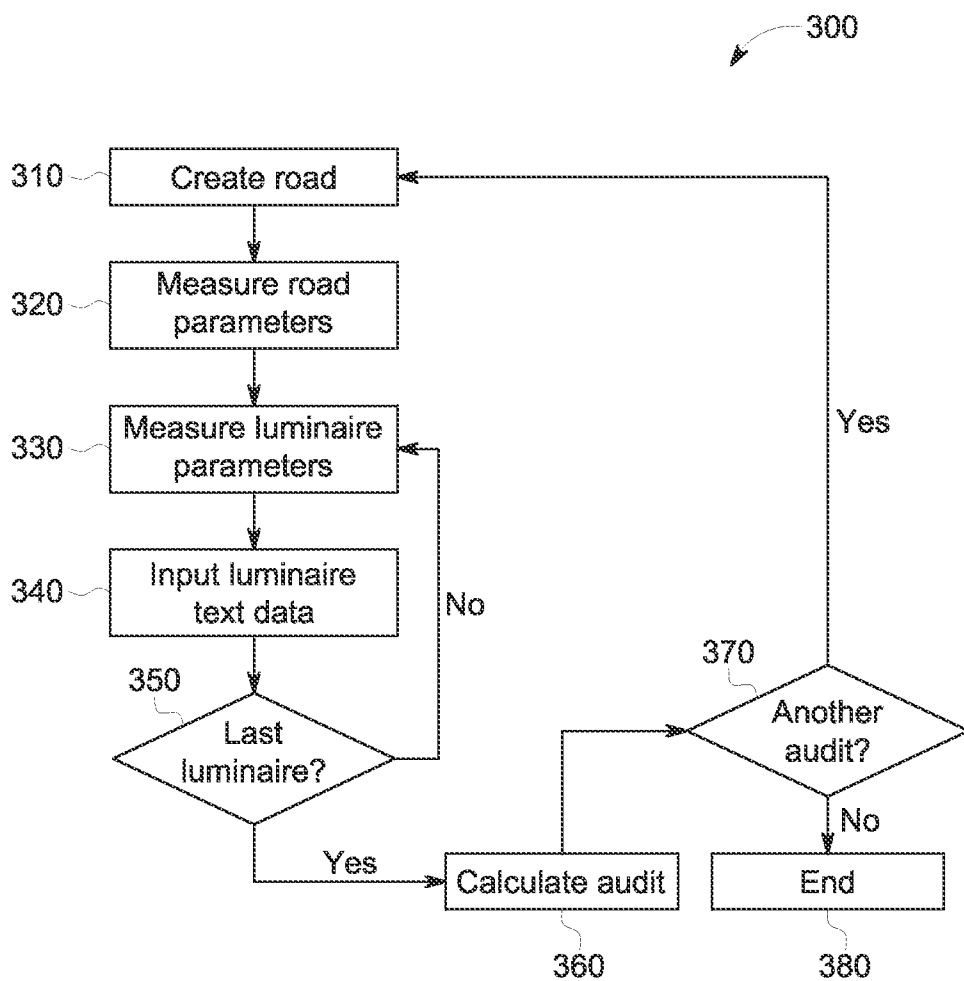 300
310
Create road
320
Measure road
parameters
330
Measure luminaire
parameters
Yes
340
Input luminaire
text data
No
350
Last
luminaire?
370
Another
audit?
Yes
Calculate audit
No
End
360
380